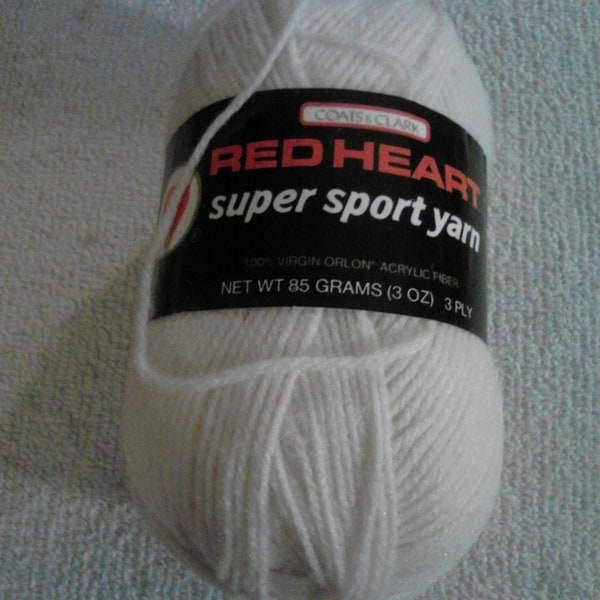 COATS & CLARK
RED HEART
super sport yarn
®
100% VIRGIN ORLON* ACRYLIC FIBER
NET WT 85 GRAMS (3 OZ) 3 PLY